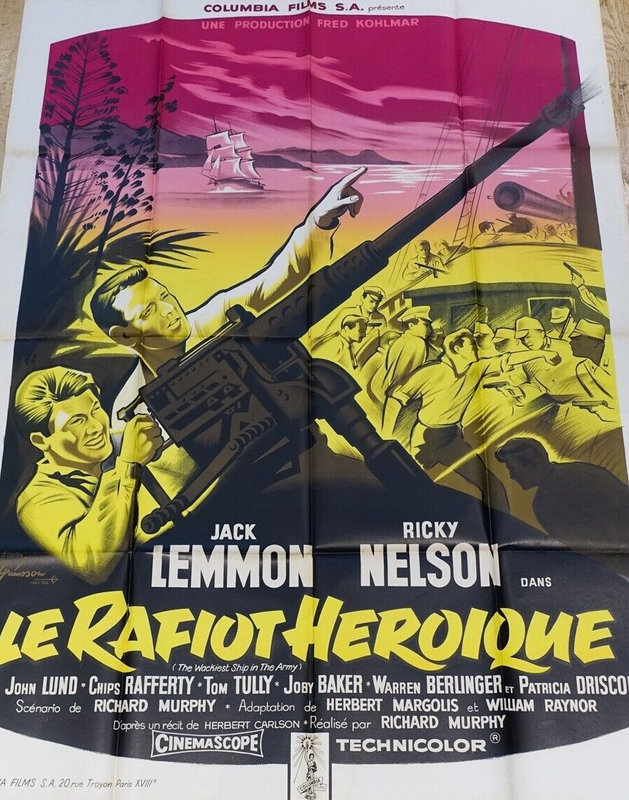 COLUMBIA FILMS S.A. présente
UNE PRODUCTION FRED KOHLMAR
JACK LEMMON
RICKY NELSON
DANS
LE RAFIOT HEROIQUE
(The Wackiest Ship in The Army)
JOHN LUND * CHIPS RAFFERTY * TOM TULLY * JOBY BAKER * WARREN BERLINGER ET PATRICIA DRISCO
Scénario de RICHARD MURPHY * Adaptation de HERBERT MARGOLIS et WILLIAM RAYNOR
D'après un récit de HERBERT CARLSON * Réalisé par RICHARD MURPHY
CINEMASCOPE
COLUMBIA
TECHNICOLOR ®
A FILMS S.A. 20, rue Troyon Paris XVIIIe